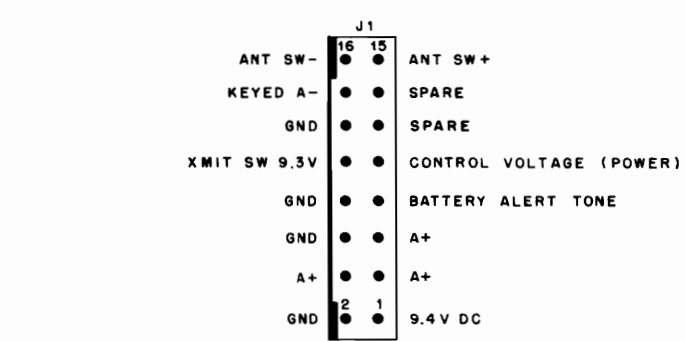 J1
16 15
ANT SW- ANT SW+
KEYED A- SPARE
GND SPARE
XMIT SW 9.3V CONTROL VOLTAGE (POWER)
GND BATTERY ALERT TONE
GND A+
A+ A+
2 1
GND 9.4V DC